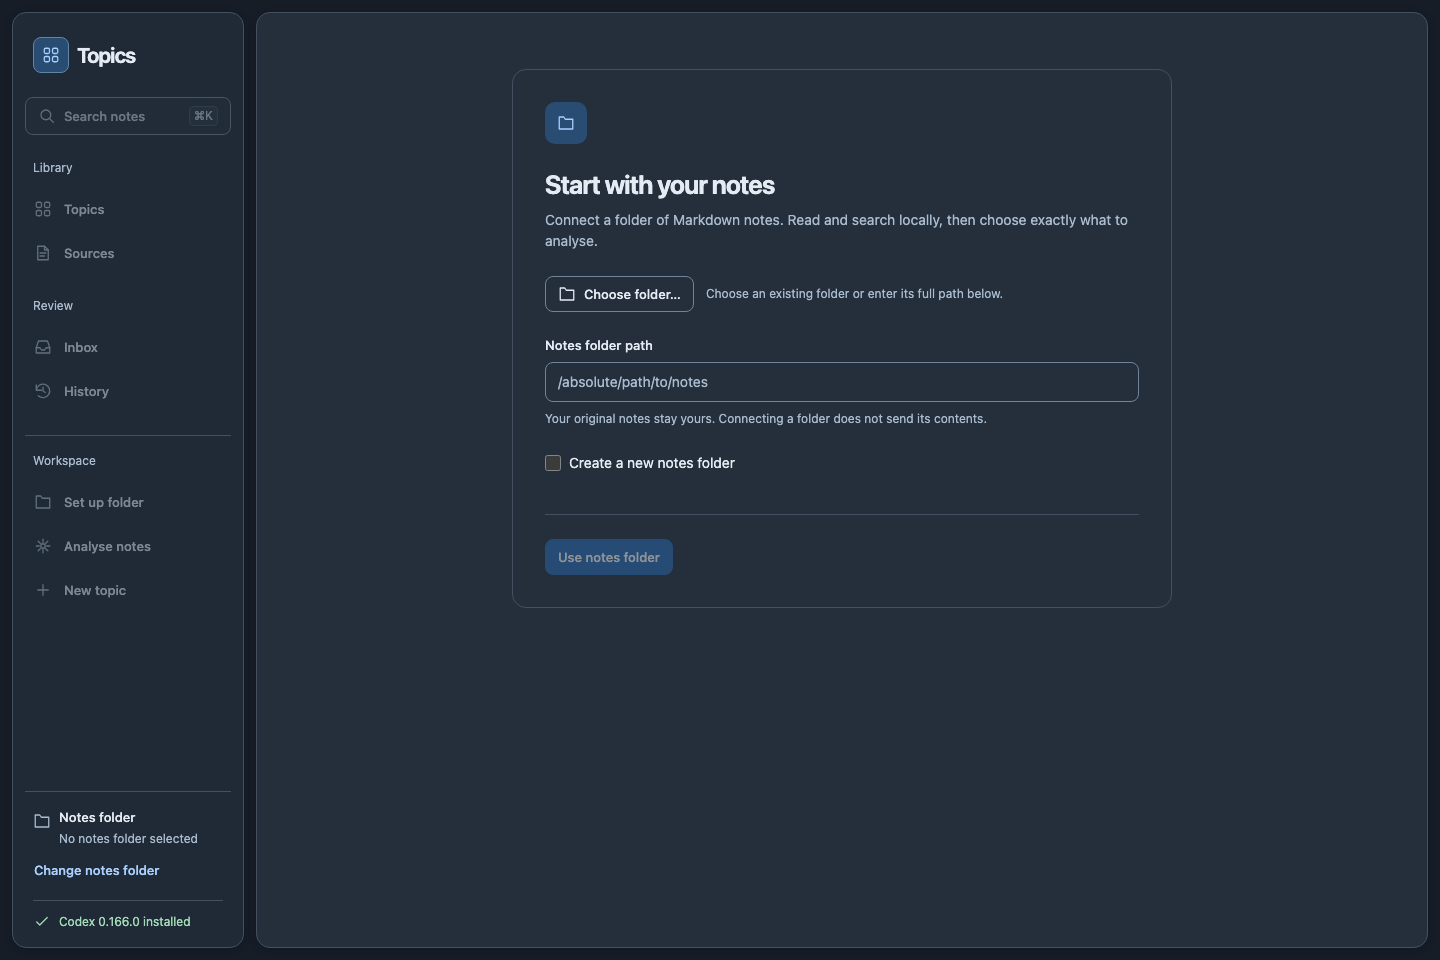 Topics
Search notes ⌘K
Library
Topics
Sources
Review
Inbox
History
Workspace
Set up folder
Analyse notes
New topic
Notes folder
No notes folder selected
Change notes folder
Codex 0.166.0 installed
Start with your notes
Connect a folder of Markdown notes. Read and search locally, then choose exactly what to
analyse.
Choose folder... Choose an existing folder or enter its full path below.
Notes folder path
/absolute/path/to/notes
Your original notes stay yours. Connecting a folder does not send its contents.
Create a new notes folder
Use notes folder